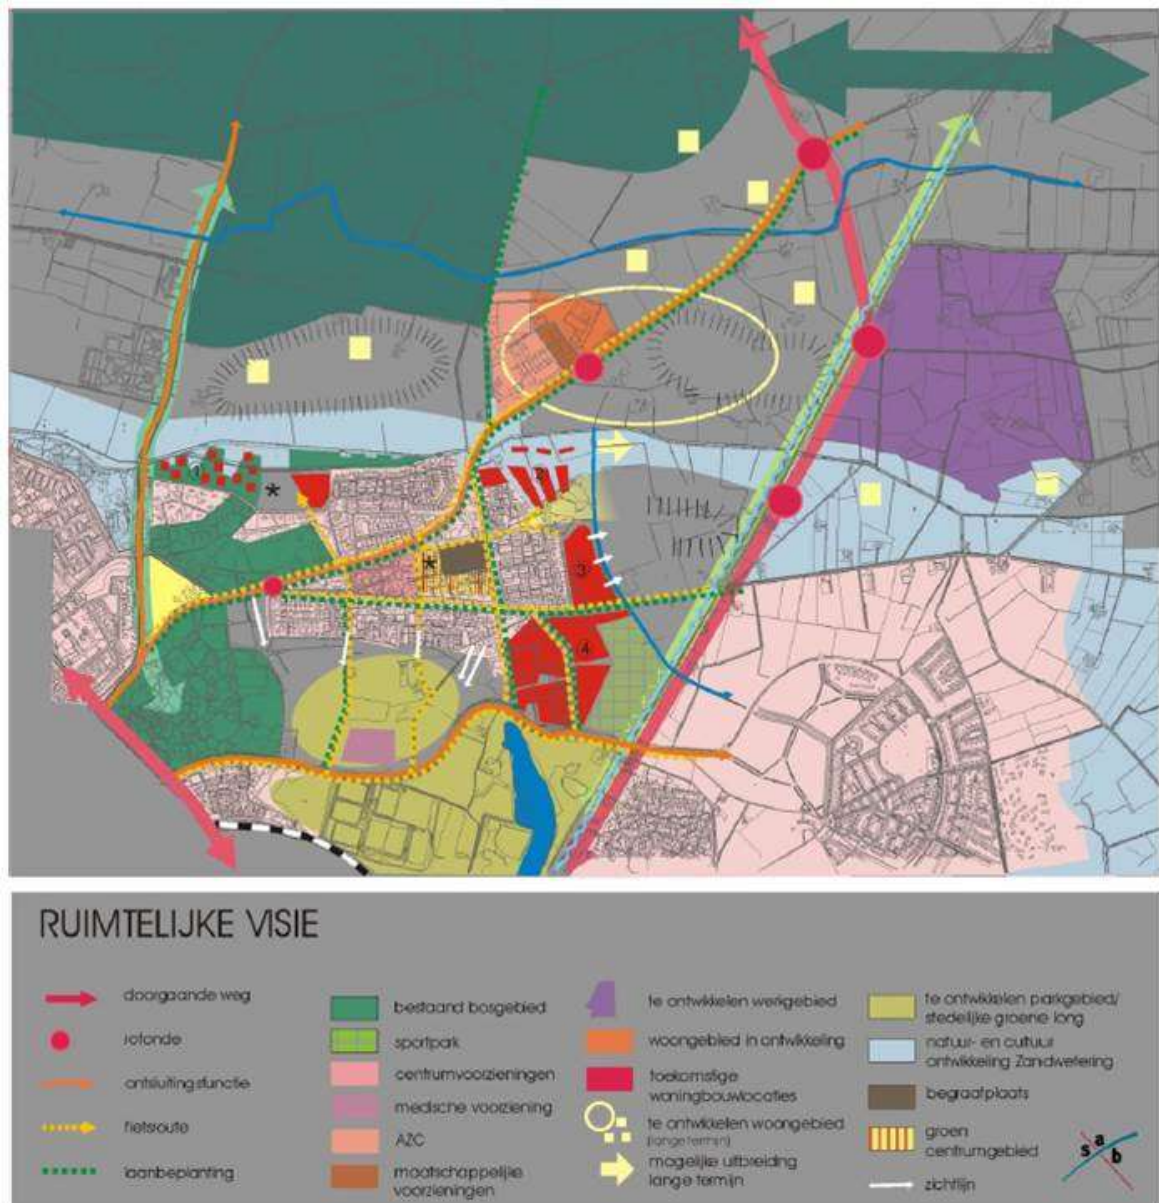 3
4
RUIMTELIJKE VISIE
doorgaande weg
rotonde
ontsluitingsfunctie
fietsroute
laanbeplanting
bestaand bosgebied
sportpark
centrumvoorzieningen
medische voorziening
AZC
maatschappelijke
voorzieningen
te ontwikkelen werkgebied
woongebied in ontwikkeling
toekomstige
woningbouwlocaties
te ontwikkelen woongebied
(lange termijn)
mogelijke uitbreiding
lange termijn
te ontwikkelen parkgebied/
stedelijke groene long
natuur- en cultuur
ontwikkeling Zandwetering
begraafplaats
groen
centrumgebied
zichtlijn
s a b